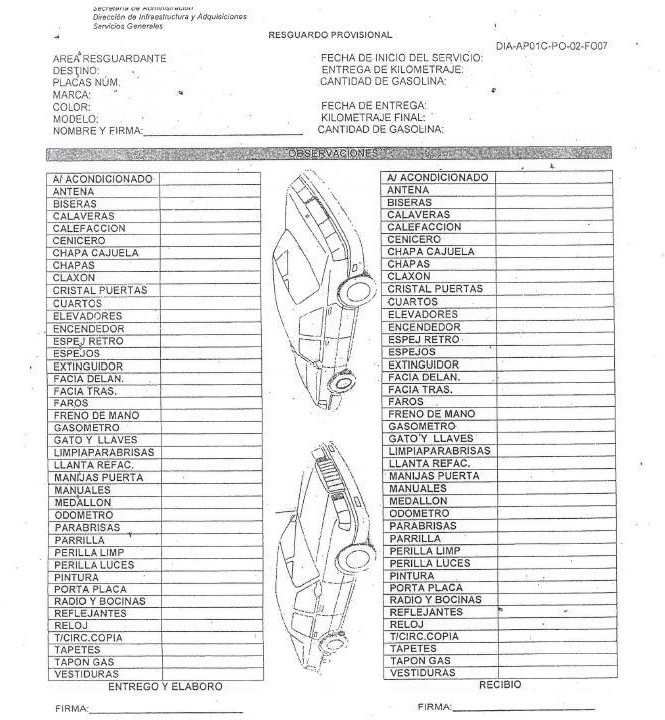 Secretaría de Administración
Dirección de Infraestructura y Adquisiciones
Servicios Generales
RESGUARDO PROVISIONAL
DIA-AP01C-PO-02-FO07
AREA RESGUARDANTE
DESTINO:
PLACAS NÚM.
MARCA:
COLOR:
MODELO:
NOMBRE Y FIRMA:
FECHA DE INICIO DEL SERVICIO:
ENTREGA DE KILOMETRAJE:
CANTIDAD DE GASOLINA:
FECHA DE ENTREGA:
KILOMETRAJE FINAL:
CANTIDAD DE GASOLINA:
OBSERVACIONES
A/ ACONDICIONADO
ANTENA
BISERAS
CALAVERAS
CALEFACCION
CENICERO
CHAPA CAJUELA
CHAPAS
CLAXON
CRISTAL PUERTAS
CUARTOS
ELEVADORES
ENCENDEDOR
ESPEJ RETRO
ESPEJOS
EXTINGUIDOR
FACIA DELAN.
FACIA TRAS.
FAROS
FRENO DE MANO
GASOMETRO
GATO Y LLAVES
LIMPIAPARABRISAS
LLANTA REFAC.
MANIJAS PUERTA
MANUALES
MEDALLON
ODOMETRO
PARABRISAS
PARRILLA
PERILLA LIMP
PERILLA LUCES
PINTURA
PORTA PLACA
RADIO Y BOCINAS
REFLEJANTES
RELOJ
T/CIRC.COPIA
TAPETES
TAPON GAS
VESTIDURAS
ENTREGO Y ELABORO
FIRMA:
A/ ACONDICIONADO
ANTENA
BISERAS
CALAVERAS
CALEFACCION
CENICERO
CHAPA CAJUELA
CHAPAS
CLAXON
CRISTAL PUERTAS
CUARTOS
ELEVADORES
ENCENDEDOR
ESPEJ RETRO
ESPEJOS
EXTINGUIDOR
FACIA DELAN.
FACIA TRAS.
FAROS
FRENO DE MANO
GASOMETRO
GATO Y LLAVES
LIMPIAPARABRISAS
LLANTA REFAC.
MANIJAS PUERTA
MANUALES
MEDALLON
ODOMETRO
PARABRISAS
PARRILLA
PERILLA LIMP
PERILLA LUCES
PINTURA
PORTA PLACA
RADIO Y BOCINAS
REFLEJANTES
RELOJ
T/CIRC.COPIA
TAPETES
TAPON GAS
VESTIDURAS
RECIBIO
FIRMA: